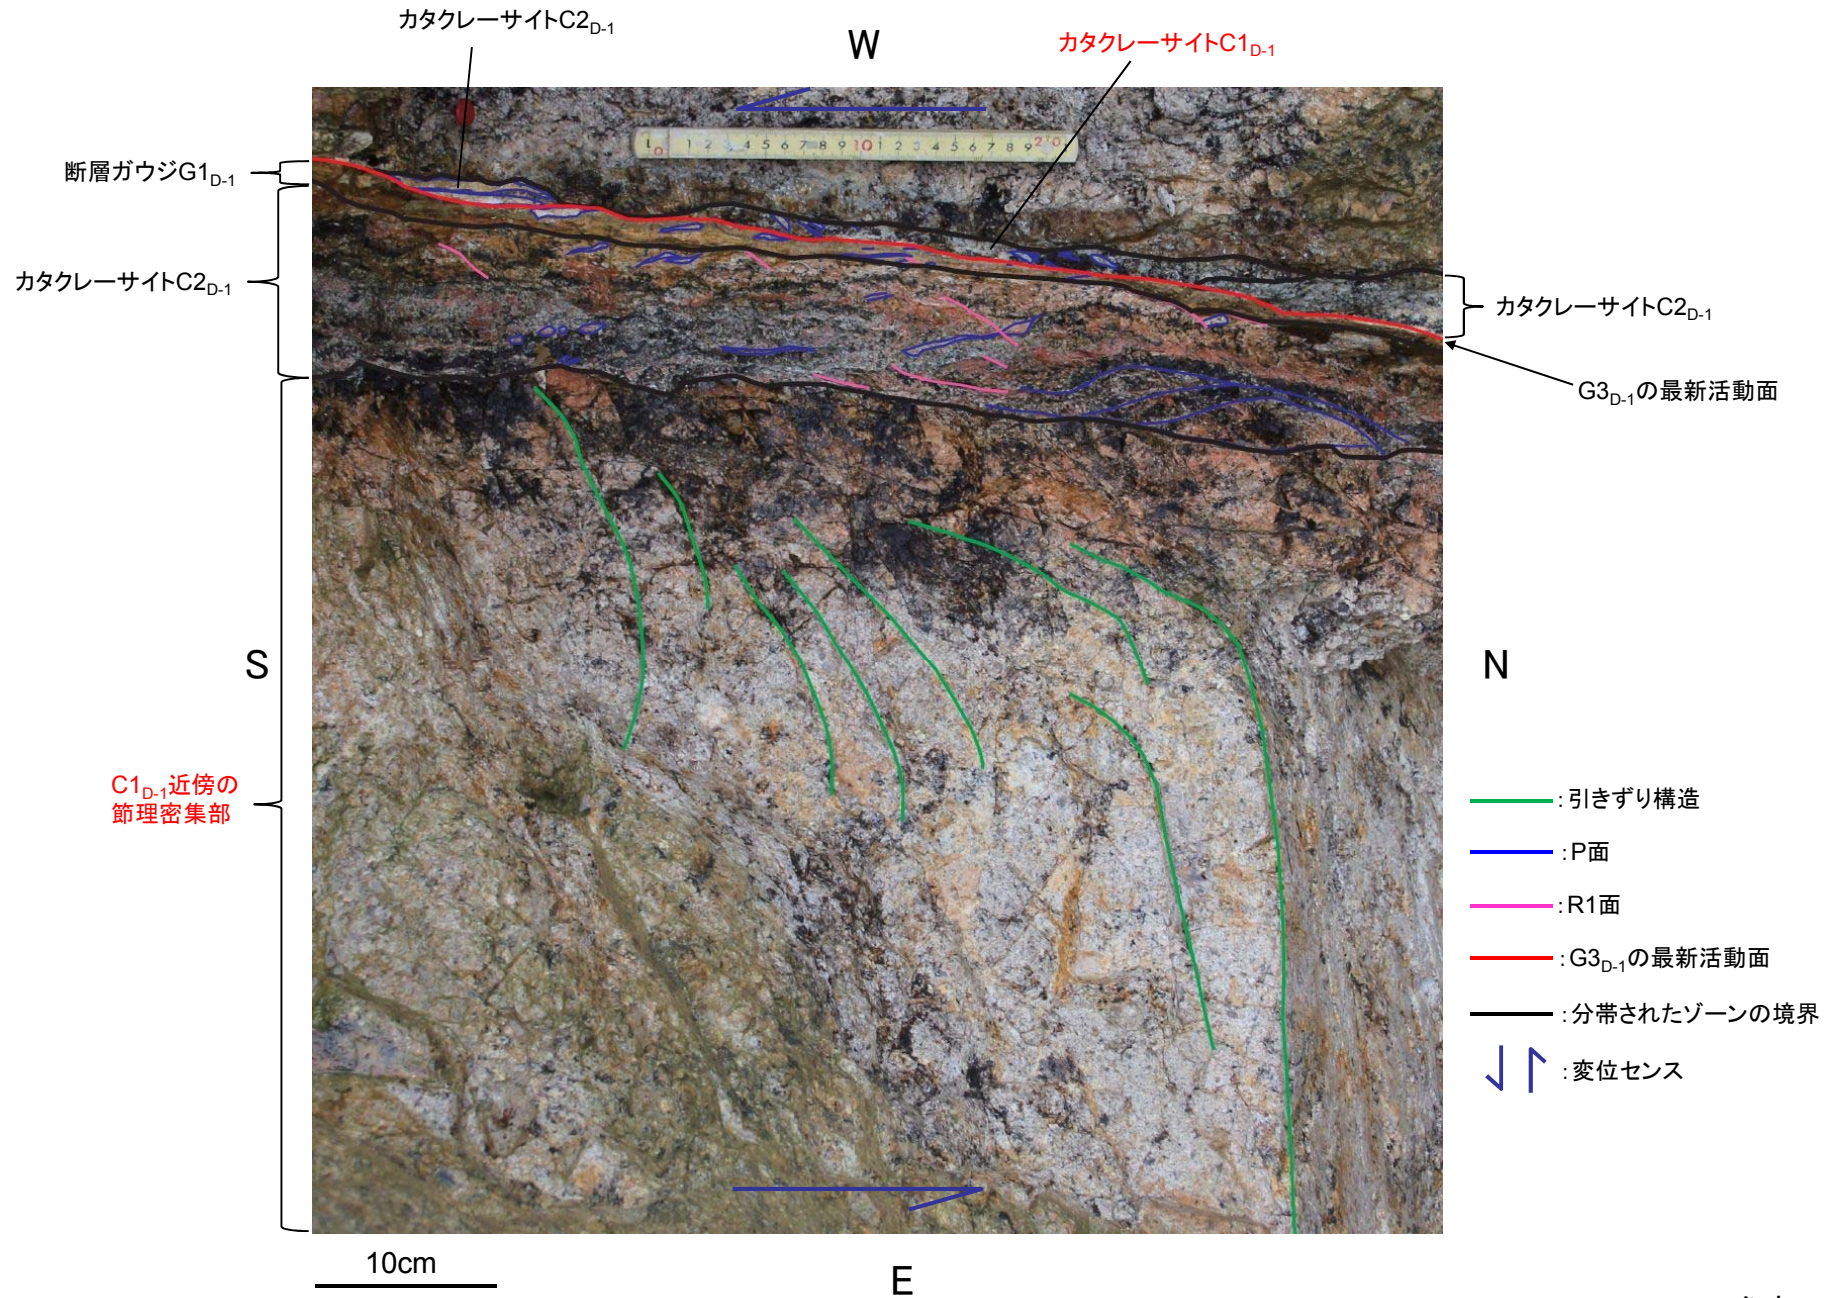 カタクレーサイトC2D-1
W
カタクレーサイトC1D-1
断層ガウジG1D-1
カタクレーサイトC2D-1
カタクレーサイトC2D-1
G3D-1の最新活動面
S
N
C1D-1近傍の
節理密集部
:引きずり構造
:P面
:R1面
:G3D-1の最新活動面
:分帯されたゾーンの境界
:変位センス
10cm
E